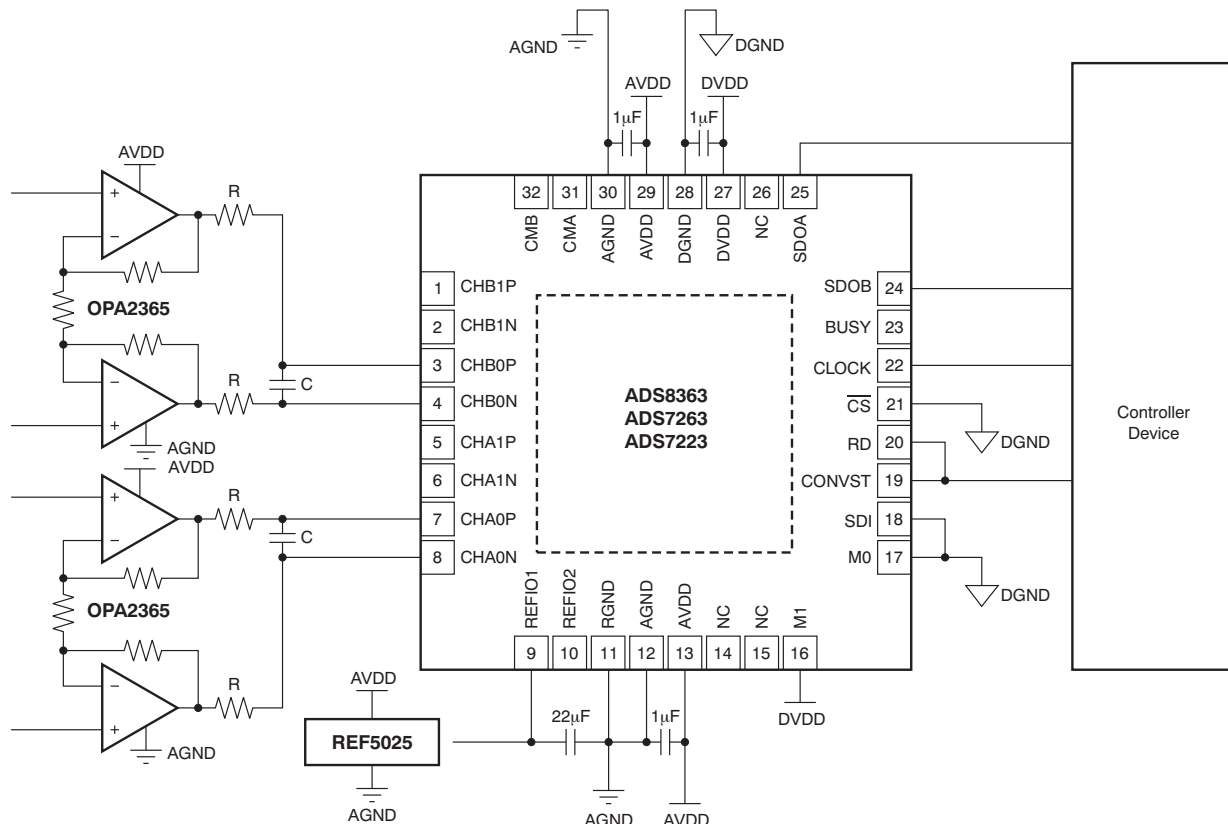 AGND
DGND
AVDD
DVDD
1μF
1μF
AVDD
R
+
−
OPA2365
−
+
R
C
AGND
AVDD
R
+
−
C
OPA2365
−
+
R
AGND
32 31 30 29 28 27 26 25
CMB CMA AGND AVDD DGND DVDD NC SDOA
1 CHB1P
2 CHB1N
3 CHB0P
4 CHB0N
5 CHA1P
6 CHA1N
7 CHA0P
8 CHA0N
ADS8363
ADS7263
ADS7223
SDOB 24
BUSY 23
CLOCK 22
CS 21
RD 20
CONVST 19
SDI 18
M0 17
DGND
DGND
Controller
Device
REFIO1 REFIO2 RGND AGND AVDD NC NC M1
9 10 11 12 13 14 15 16
AVDD
REF5025
AGND
22μF
1μF
DVDD
AGND
AVDD